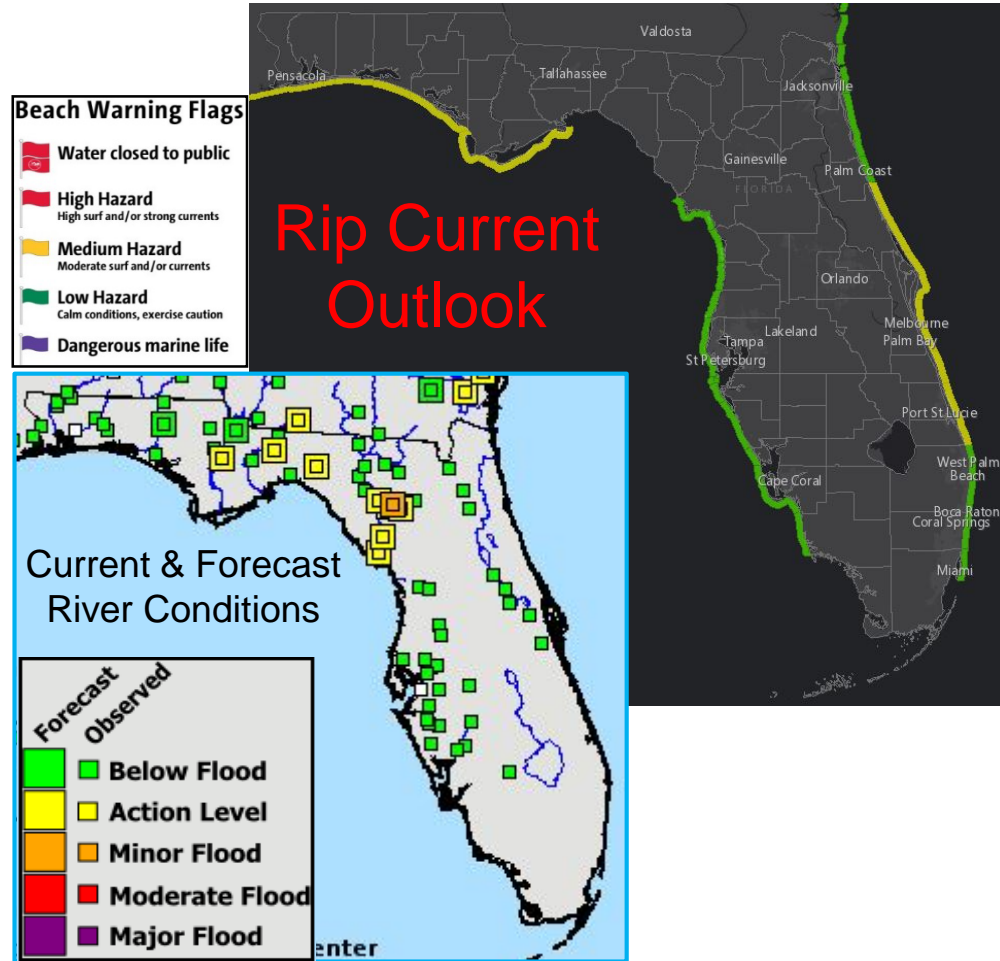 Beach Warning Flags
Water closed to public
High Hazard
High surf and/or strong currents
Medium Hazard
Moderate surf and/or currents
Low Hazard
Calm conditions, exercise caution
Dangerous marine life
Valdosta
Pensacola
Tallahassee
Jacksonville
Gainesville
Palm Coast
FLORIDA
Rip Current
Outlook
Orlando
Lakeland
Melbourne
Tampa
Palm Bay
St Petersburg
Port St Lucie
West Palm
Beach
Cape Coral
Boca Raton
Coral Springs
Miami
Current & Forecast
River Conditions
Forecast
Observed
Below Flood
Action Level
Minor Flood
Moderate Flood
Major Flood
enter